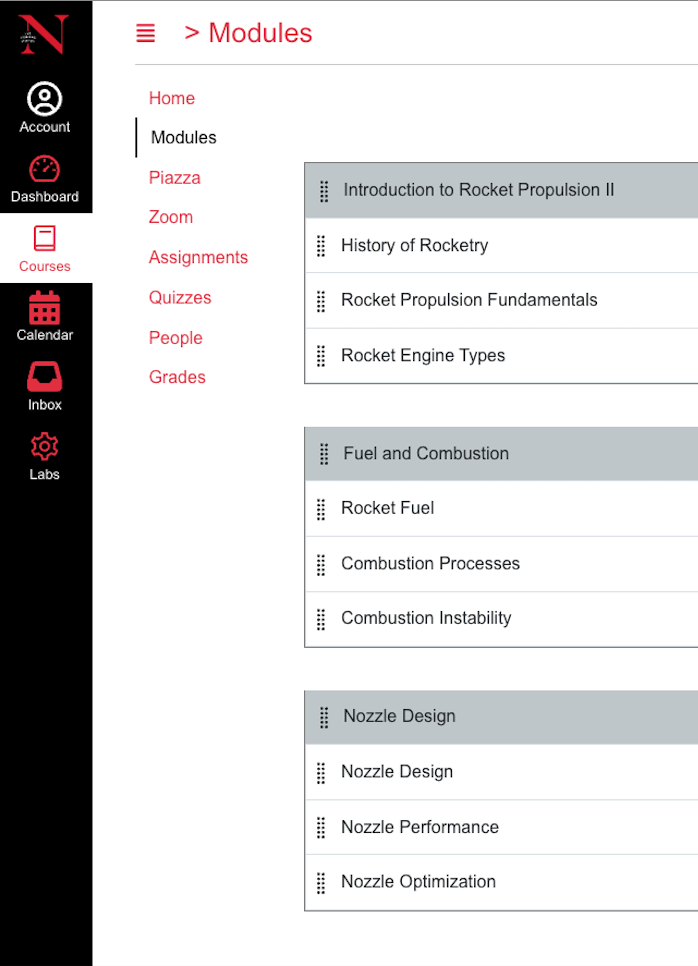 N
Account
Dashboard
Courses
Calendar
Inbox
Labs
> Modules
Home
Modules
Piazza
Zoom
Assignments
Quizzes
People
Grades
Introduction to Rocket Propulsion II
History of Rocketry
Rocket Propulsion Fundamentals
Rocket Engine Types
Fuel and Combustion
Rocket Fuel
Combustion Processes
Combustion Instability
Nozzle Design
Nozzle Design
Nozzle Performance
Nozzle Optimization